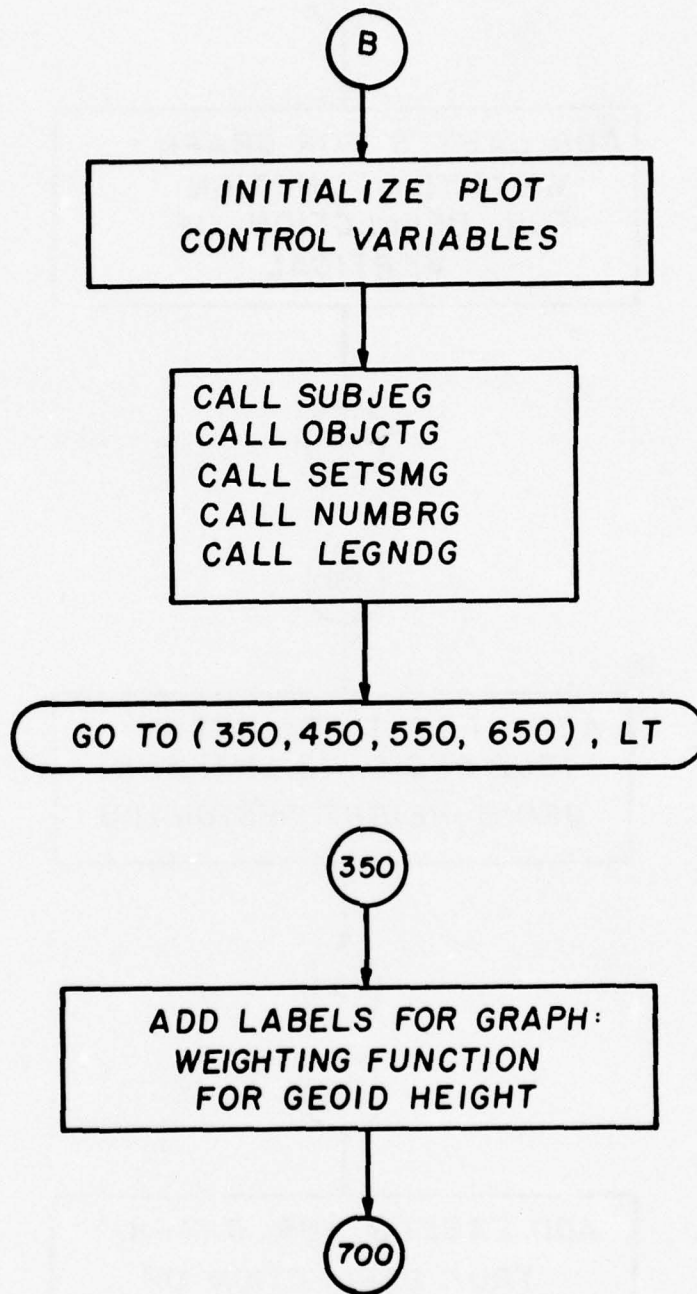 B
INITIALIZE PLOT
CONTROL VARIABLES
CALL SUBJEG
CALL OBJCTG
CALL SETSMG
CALL NUMBRG
CALL LEGNDG
GO TO (350, 450, 550, 650), LT
350
ADD LABELS FOR GRAPH:
WEIGHTING FUNCTION
FOR GEOID HEIGHT
700